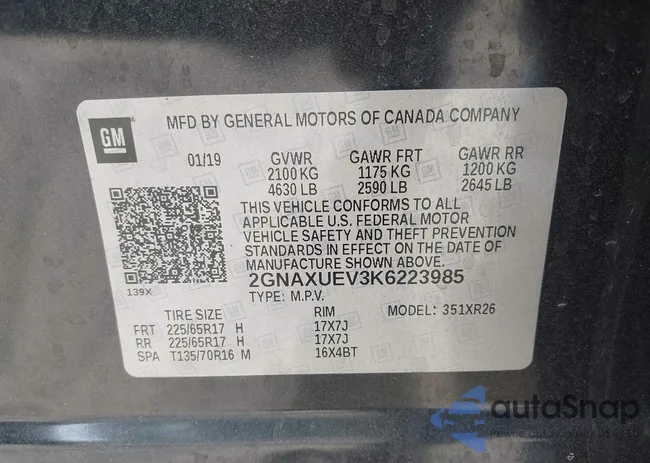 GM
MFD BY GENERAL MOTORS OF CANADA COMPANY
01/19 GVWR GAWR FRT GAWR RR
2100 KG 1175 KG 1200 KG
4630 LB 2590 LB 2645 LB
THIS VEHICLE CONFORMS TO ALL
APPLICABLE U.S. FEDERAL MOTOR
VEHICLE SAFETY AND THEFT PREVENTION
STANDARDS IN EFFECT ON THE DATE OF
MANUFACTURE SHOWN ABOVE.
139X
2GNAXUEV3K6223985
TYPE: M.P.V. MODEL: 351XR26
TIRE SIZE RIM
FRT 225/65R17 H 17X7J
RR 225/65R17 H 17X7J
SPA T135/70R16 M 16X4BT
autoSnap